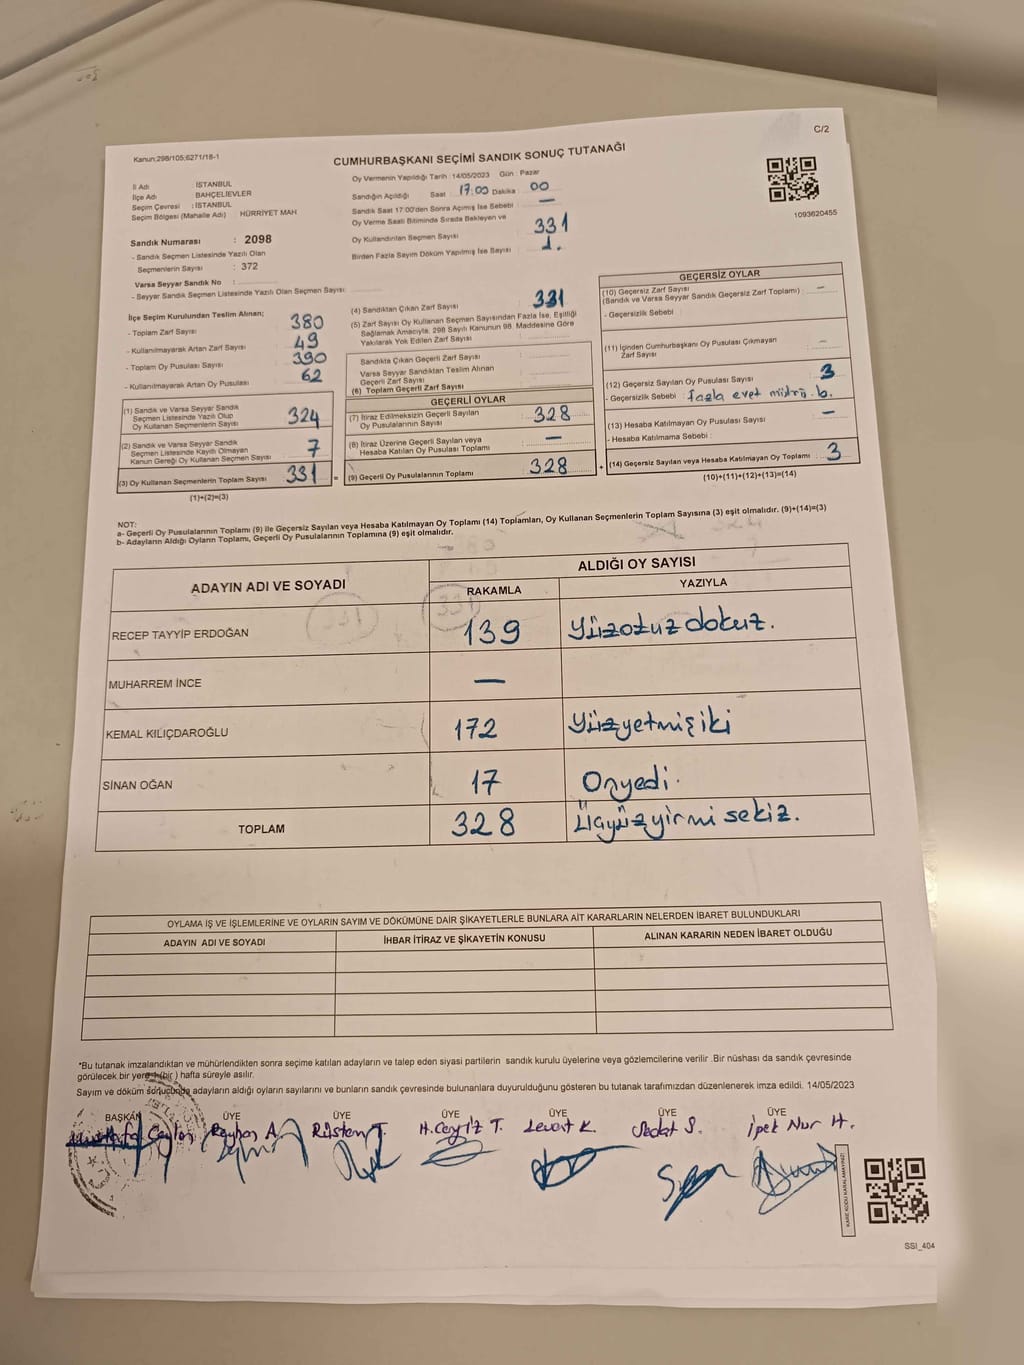 C/2
Kanun;298/105;6271/18-1
CUMHURBAŞKANI SEÇİMİ SANDIK SONUÇ TUTANAĞI
İl Adı : İSTANBUL
İlçe Adı : BAHÇELİEVLER
Seçim Çevresi : İSTANBUL
Seçim Bölgesi (Mahalle Adı) HÜRRİYET MAH
Sandık Numarası : 2098
- Sandık Seçmen Listesinde Yazılı Olan
Seçmenlerin Sayısı : 372
Varsa Seyyar Sandık No :
- Seyyar Sandık Seçmen Listesinde Yazılı Olan Seçmen Sayısı:
Oy Vermenin Yapıldığı Tarih : 14/05/2023 Gün : Pazar
Sandığın Açıldığı Saat : 17:00 Dakika : 00
Sandık Saat 17:00'den Sonra Açımış İse Sebebi : —
Oy Verme Saati Bitiminde Sırada Bekleyen ve
Oy Kullandırılan Seçmen Sayısı : 331
Birden Fazla Sayım Döküm Yapılmış İse Sayısı : 1.
1093620455
İlçe Seçim Kurulundan Teslim Alınan;
- Toplam Zarf Sayısı : 380
- Kullanılmayarak Artan Zarf Sayısı : 49
- Toplam Oy Pusulası Sayısı : 390
- Kullanılmayarak Artan Oy Pusulası : 62
(1) Sandık ve Varsa Seyyar Sandık
Seçmen Listesinde Yazılı Olup
Oy Kullanan Seçmenlerin Sayısı : 324
(2) Sandık ve Varsa Seyyar Sandık
Seçmen Listesinde Kayıtlı Olmayan
Kanun Gereği Oy Kullanan Seçmen Sayısı : 7
(3) Oy Kullanan Seçmenlerin Toplam Sayısı : 331
(1)+(2)=(3)
(4) Sandıktan Çıkan Zarf Sayısı : 331
(5) Zarf Sayısı Oy Kullanan Seçmen Sayısından Fazla İse, Eşitliği
Sağlamak Amacıyla, 298 Sayılı Kanunun 98. Maddesine Göre
Yakılarak Yok Edilen Zarf Sayısı :
Sandıkta Çıkan Geçerli Zarf Sayısı :
Varsa Seyyar Sandıktan Teslim Alınan
Geçerli Zarf Sayısı :
(6) Toplam Geçerli Zarf Sayısı :
GEÇERLİ OYLAR
(7) İtiraz Edilmeksizin Geçerli Sayılan
Oy Pusulasının Sayısı : 328
(8) İtiraz Üzerine Geçerli Sayılan veya
Hesaba Katılan Oy Pusulası Toplamı : —
= (9) Geçerli Oy Pusulasının Toplamı : 328
GEÇERSİZ OYLAR
(10) Geçersiz Zarf Sayısı
(Sandık ve Varsa Seyyar Sandık Geçersiz Zarf Toplamı) : —
- Geçersizlik Sebebi :
(11) İçinden Cumhurbaşkanı Oy Pusulası Çıkmayan
Zarf Sayısı : —
(12) Geçersiz Sayılan Oy Pusulası Sayısı : 3
- Geçersizlik Sebebi : fazla evet mührü b.
(13) Hesaba Katılmayan Oy Pusulası Sayısı : —
- Hesaba Katılmama Sebebi :
+ (14) Geçersiz Sayılan veya Hesaba Katılmayan Oy Toplamı : 3
(10)+(11)+(12)+(13)=(14)
NOT:
a- Geçerli Oy Pusulalarının Toplamı (9) ile Geçersiz Sayılan veya Hesaba Katılmayan Oy Toplamı (14) Toplamları, Oy Kullanan Seçmenlerin Toplam Sayısına (3) eşit olmalıdır. (9)+(14)=(3)
b- Adayların Aldığı Oyların Toplamı, Geçerli Oy Pusulalarının Toplamına (9) eşit olmalıdır.
ADAYIN ADI VE SOYADI
ALDIĞI OY SAYISI
RAKAMLA YAZIYLA
RECEP TAYYİP ERDOĞAN 139 Yüzotuzdokuz.
MUHARREM İNCE —
KEMAL KILIÇDAROĞLU 172 Yüzyetmişiki
SİNAN OĞAN 17 Onyedi.
TOPLAM 328 Üçyüzyirmi sekiz.
OYLAMA İŞ VE İŞLEMLERİNE VE OYLARIN SAYIM VE DÖKÜMÜNE DAİR ŞİKAYETLERLE BUNLARA AİT KARARLARIN NELERDEN İBARET BULUNDUKLARI
ADAYIN ADI VE SOYADI İHBAR İTİRAZ VE ŞİKAYETİN KONUSU ALINAN KARARIN NEDEN İBARET OLDUĞU
*Bu tutanak imzalandıktan ve mühürlendikten sonra seçime katılan adayların ve talep eden siyasi partilerin sandık kurulu üyelerine veya gözlemcilerine verilir .Bir nüshası da sandık çevresinde
görülecek bir yere 1 (bir) hafta süreyle asılır.
Sayım ve döküm sonucunda adayların aldığı oyların sayılarını ve bunların sandık çevresinde bulunanlara duyurulduğunu gösteren bu tutanak tarafımızdan düzenlenerek imza edildi. 14/05/2023
BAŞKAN ÜYE ÜYE ÜYE ÜYE ÜYE ÜYE
Mustafa Ceylan Reyhan A. Rüstem T. H.Cengiz T. Levent K. Sedat S. İpek Nur H.
KARE KODU KARALAMAYINIZ!
SSI_404